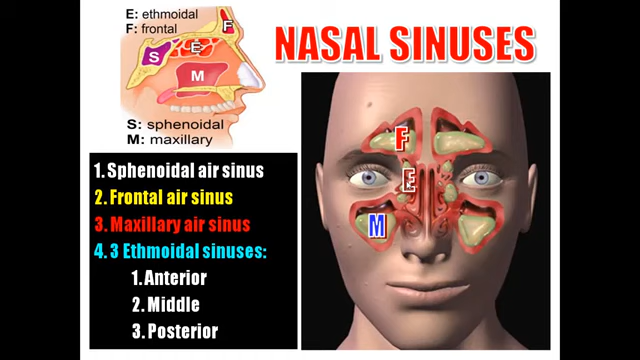 E: ethmoidal
F: frontal
F
E
S
M
S: sphenoidal
M: maxillary
NASAL SINUSES
1. Sphenoidal air sinus
2. Frontal air sinus
3. Maxillary air sinus
4. 3 Ethmoidal sinuses:
1. Anterior
2. Middle
3. Posterior
F
E
M